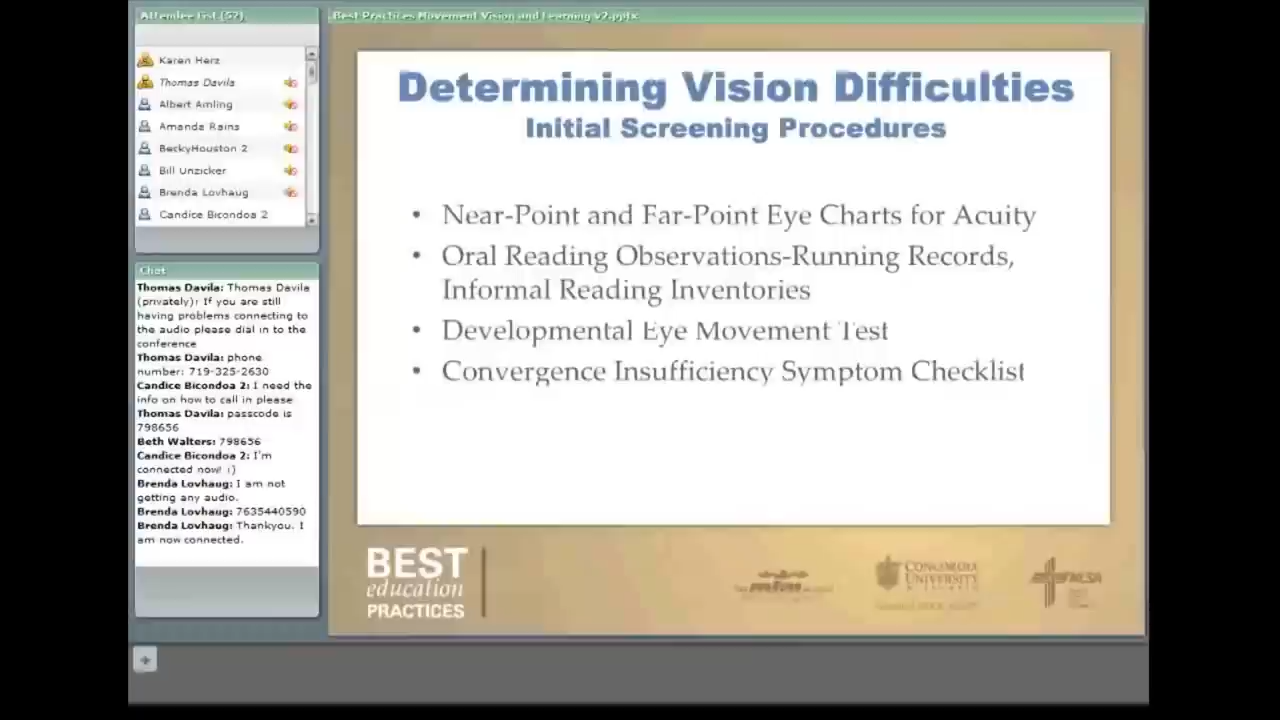 Attendee List (52)
Karen Herz
Thomas Davila
Albert Amling
Amanda Rains
BeckyHouston 2
Bill Unzicker
Brenda Lovhaug
Candice Bicondoa 2
Chat
Thomas Davila: Thomas Davila
(privately): If you are still
having problems connecting to
the audio please dial in to the
conference
Thomas Davila: phone
number: 719-325-2630
Candice Bicondoa 2: I need the
info on how to call in please
Thomas Davila: passcode is
798656
Beth Walters: 798656
Candice Bicondoa 2: I'm
connected now! :)
Brenda Lovhaug: I am not
getting any audio.
Brenda Lovhaug: 7635440590
Brenda Lovhaug: Thankyou. I
am now connected.
Best Practices Movement Vision and Learning v2.pptx
Determining Vision Difficulties
Initial Screening Procedures
• Near-Point and Far-Point Eye Charts for Acuity
• Oral Reading Observations-Running Records,
Informal Reading Inventories
• Developmental Eye Movement Test
• Convergence Insufficiency Symptom Checklist
BEST
education
PRACTICES
CONCORDIA
UNIVERSITY